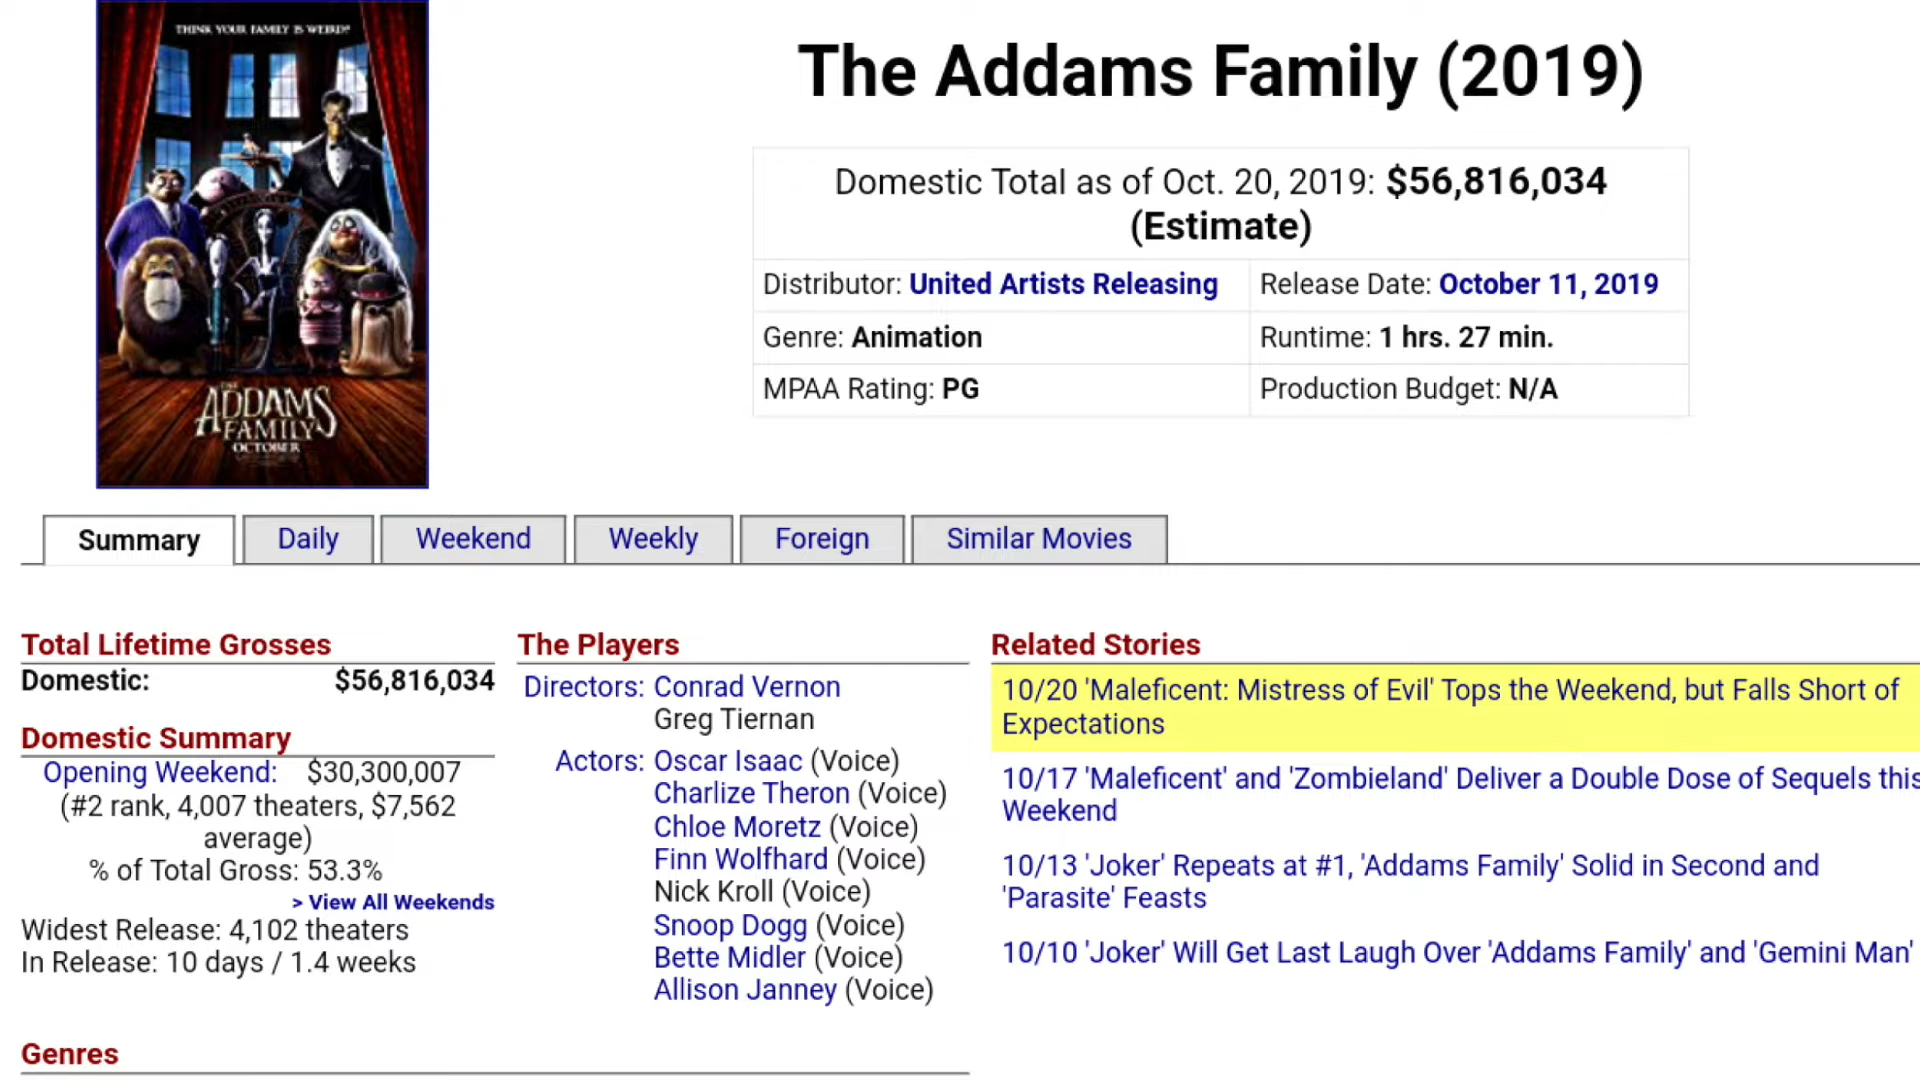 THINK YOUR FAMILY IS WEIRD?
THE
ADDAMS
FAMILY
OCTOBER
The Addams Family (2019)
Domestic Total as of Oct. 20, 2019: $56,816,034
(Estimate)
Distributor: United Artists Releasing
Release Date: October 11, 2019
Genre: Animation
Runtime: 1 hrs. 27 min.
MPAA Rating: PG
Production Budget: N/A
Summary
Daily
Weekend
Weekly
Foreign
Similar Movies
Total Lifetime Grosses
Domestic: $56,816,034
Domestic Summary
Opening Weekend: $30,300,007
(#2 rank, 4,007 theaters, $7,562
average)
% of Total Gross: 53.3%
> View All Weekends
Widest Release: 4,102 theaters
In Release: 10 days / 1.4 weeks
The Players
Directors: Conrad Vernon
Greg Tiernan
Actors: Oscar Isaac (Voice)
Charlize Theron (Voice)
Chloe Moretz (Voice)
Finn Wolfhard (Voice)
Nick Kroll (Voice)
Snoop Dogg (Voice)
Bette Midler (Voice)
Allison Janney (Voice)
Related Stories
10/20 'Maleficent: Mistress of Evil' Tops the Weekend, but Falls Short of
Expectations
10/17 'Maleficent' and 'Zombieland' Deliver a Double Dose of Sequels this
Weekend
10/13 'Joker' Repeats at #1, 'Addams Family' Solid in Second and
'Parasite' Feasts
10/10 'Joker' Will Get Last Laugh Over 'Addams Family' and 'Gemini Man'
Genres